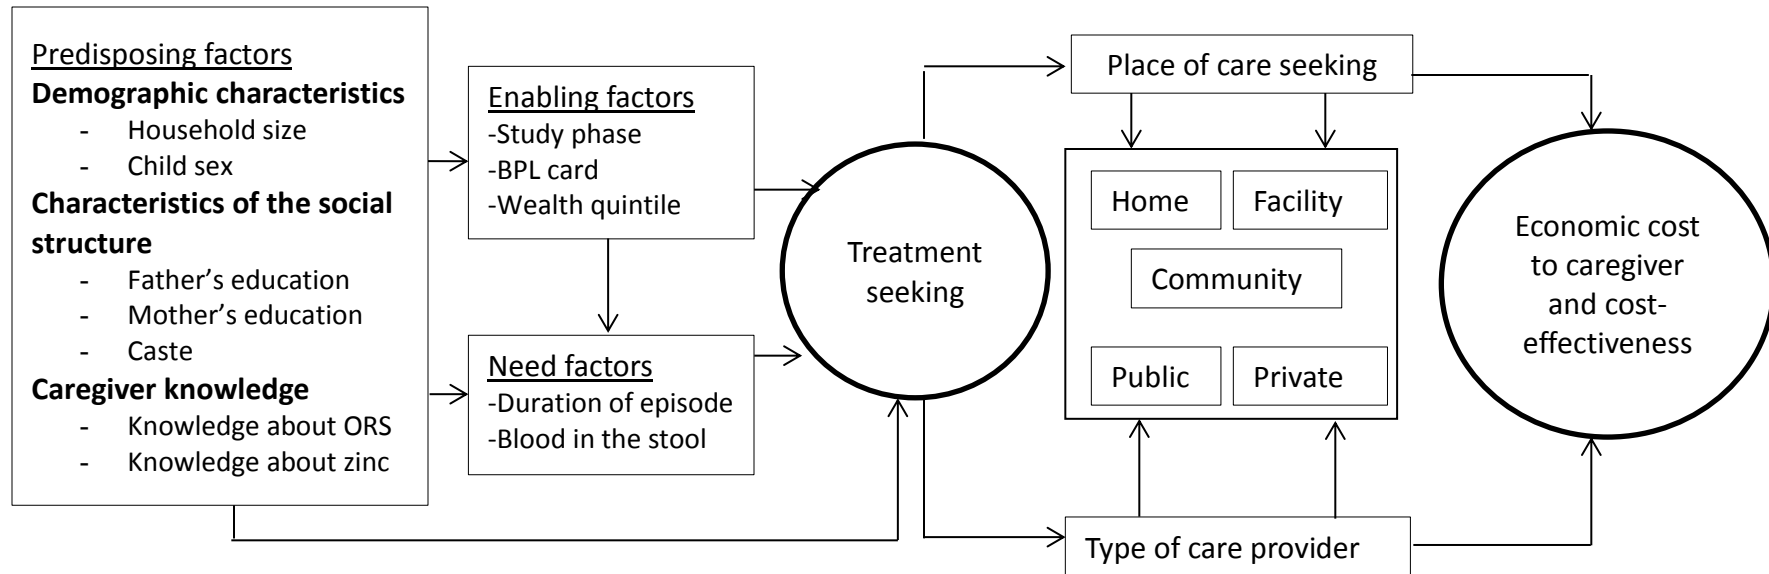 Predisposing factors
Demographic characteristics
- Household size
- Child sex
Characteristics of the social
structure
- Father’s education
- Mother’s education
- Caste
Caregiver knowledge
- Knowledge about ORS
- Knowledge about zinc
Enabling factors
-Study phase
-BPL card
-Wealth quintile
Need factors
-Duration of episode
-Blood in the stool
Treatment
seeking
Place of care seeking
Home
Facility
Community
Public
Private
Type of care provider
Economic cost
to caregiver
and cost-
effectiveness